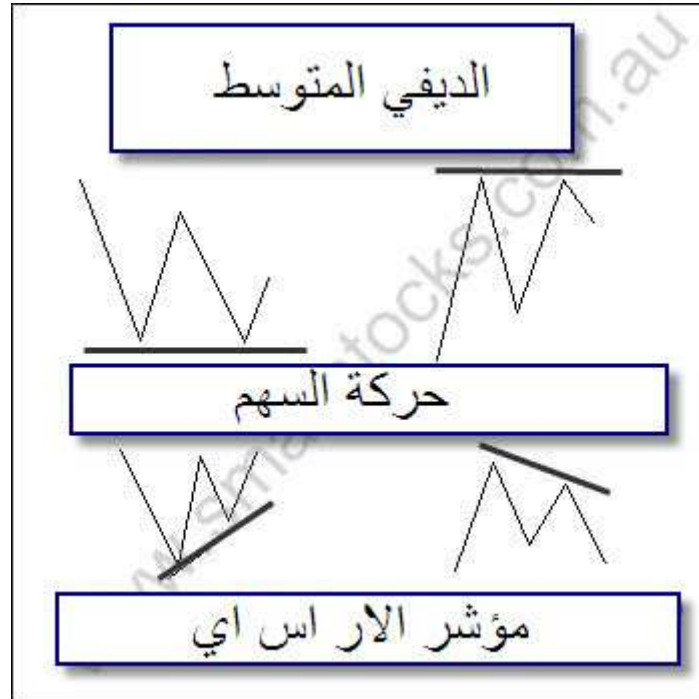 الديفي المتوسط
حركة السهم
مؤشر الار اس اي